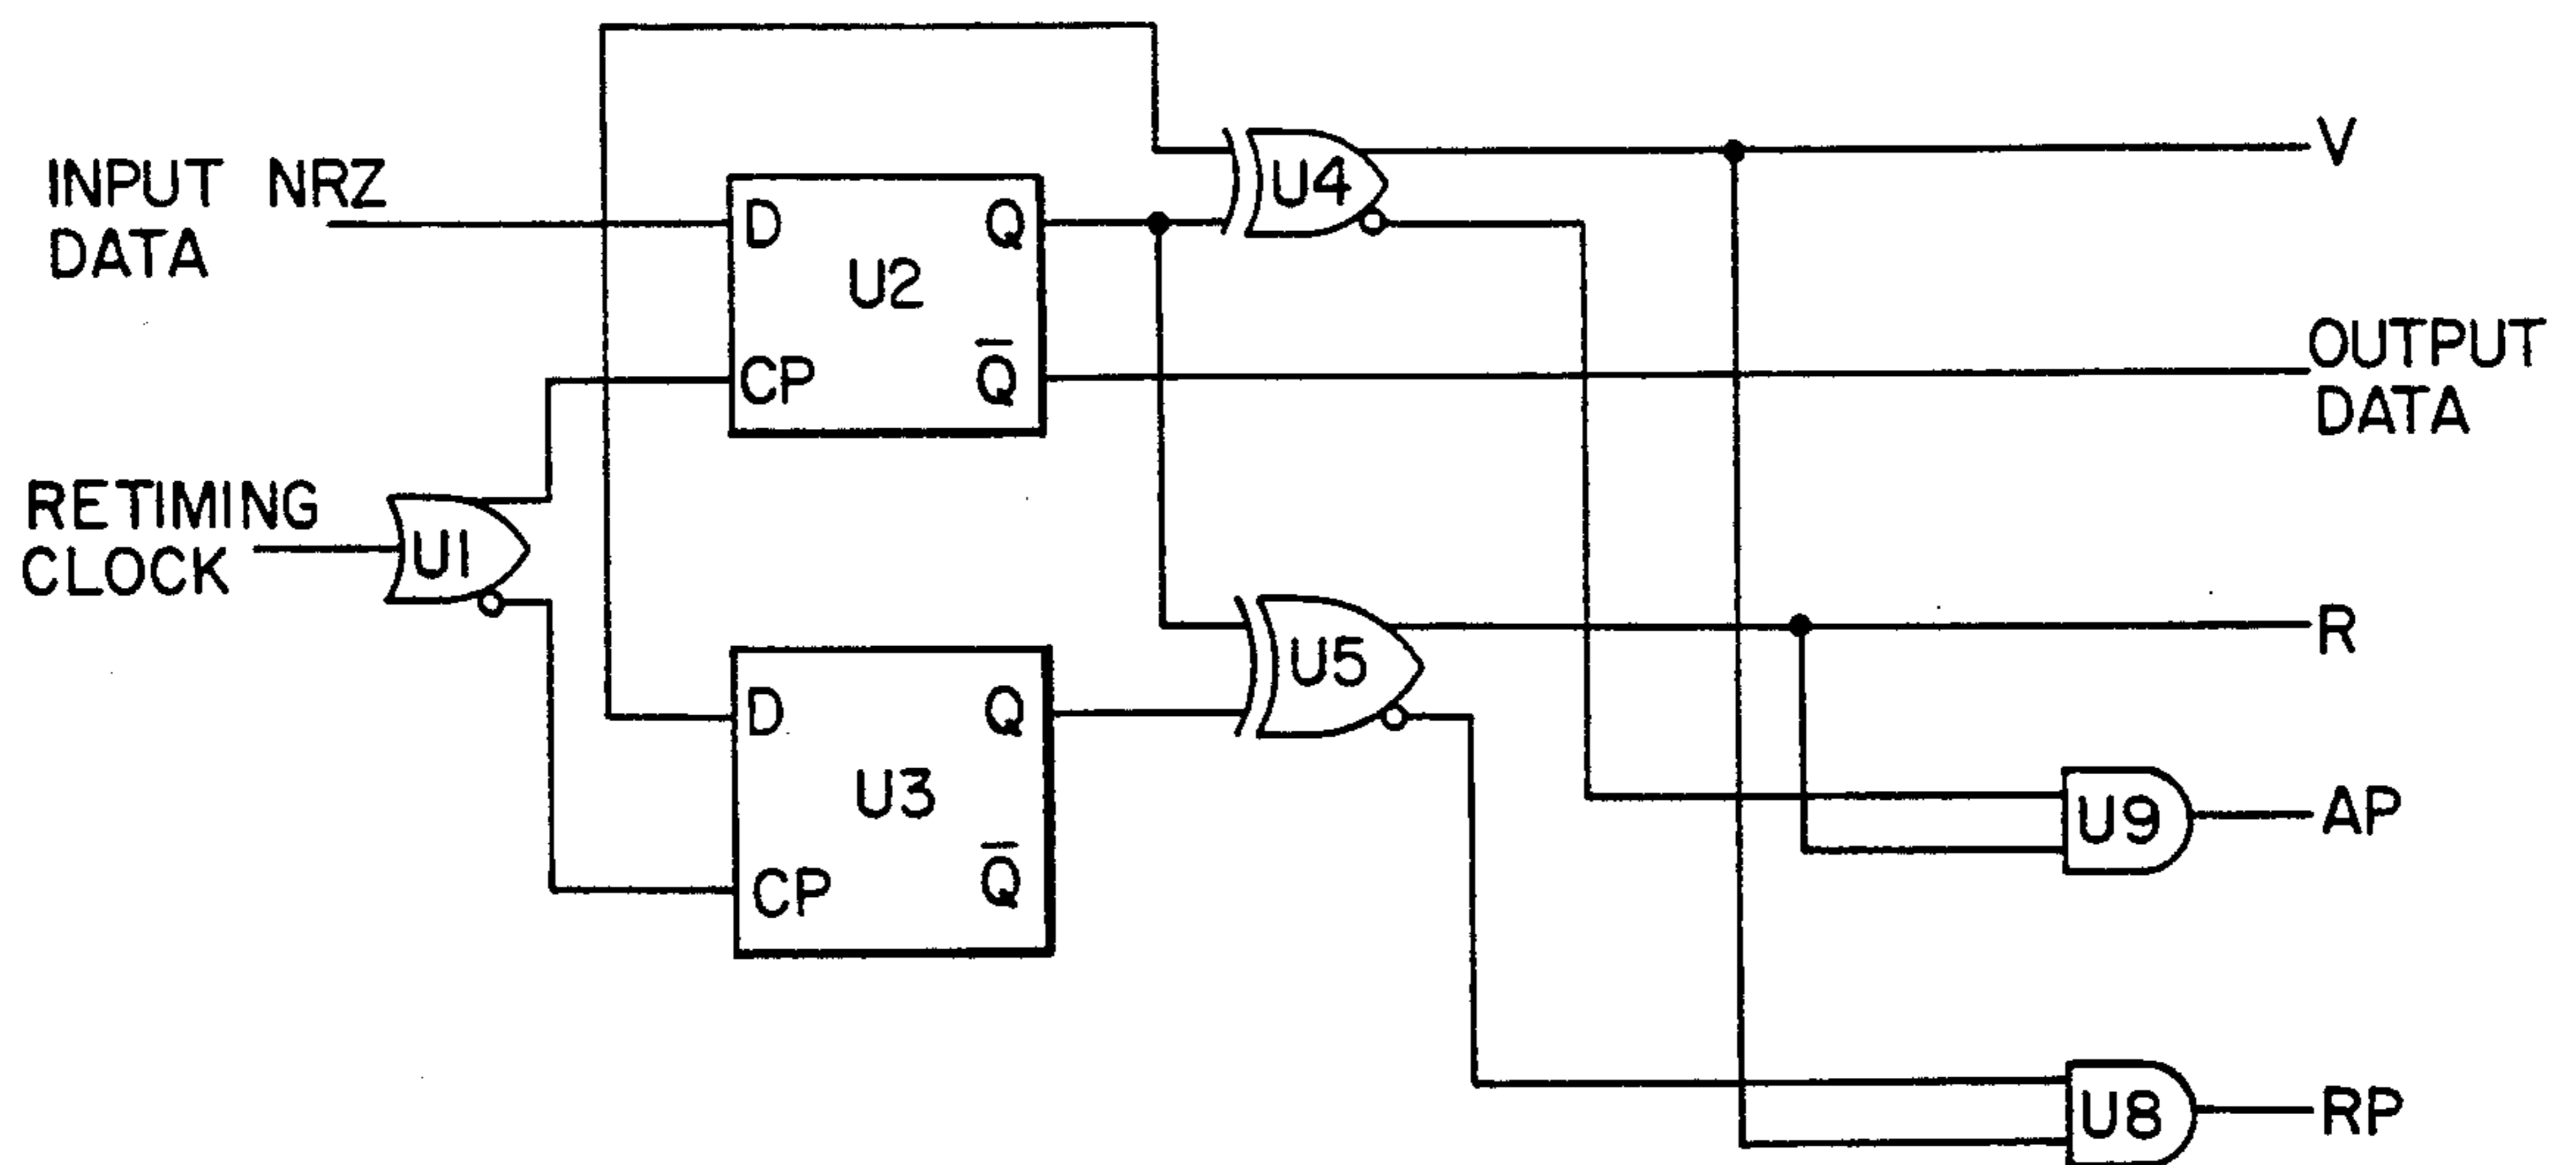 INPUT NRZ
DATA
RETIMING
CLOCK
U1
D
Q
U2
CP
Q̅
D
Q
U3
CP
Q̅
U4
U5
V
OUTPUT
DATA
R
U9
AP
U8
RP